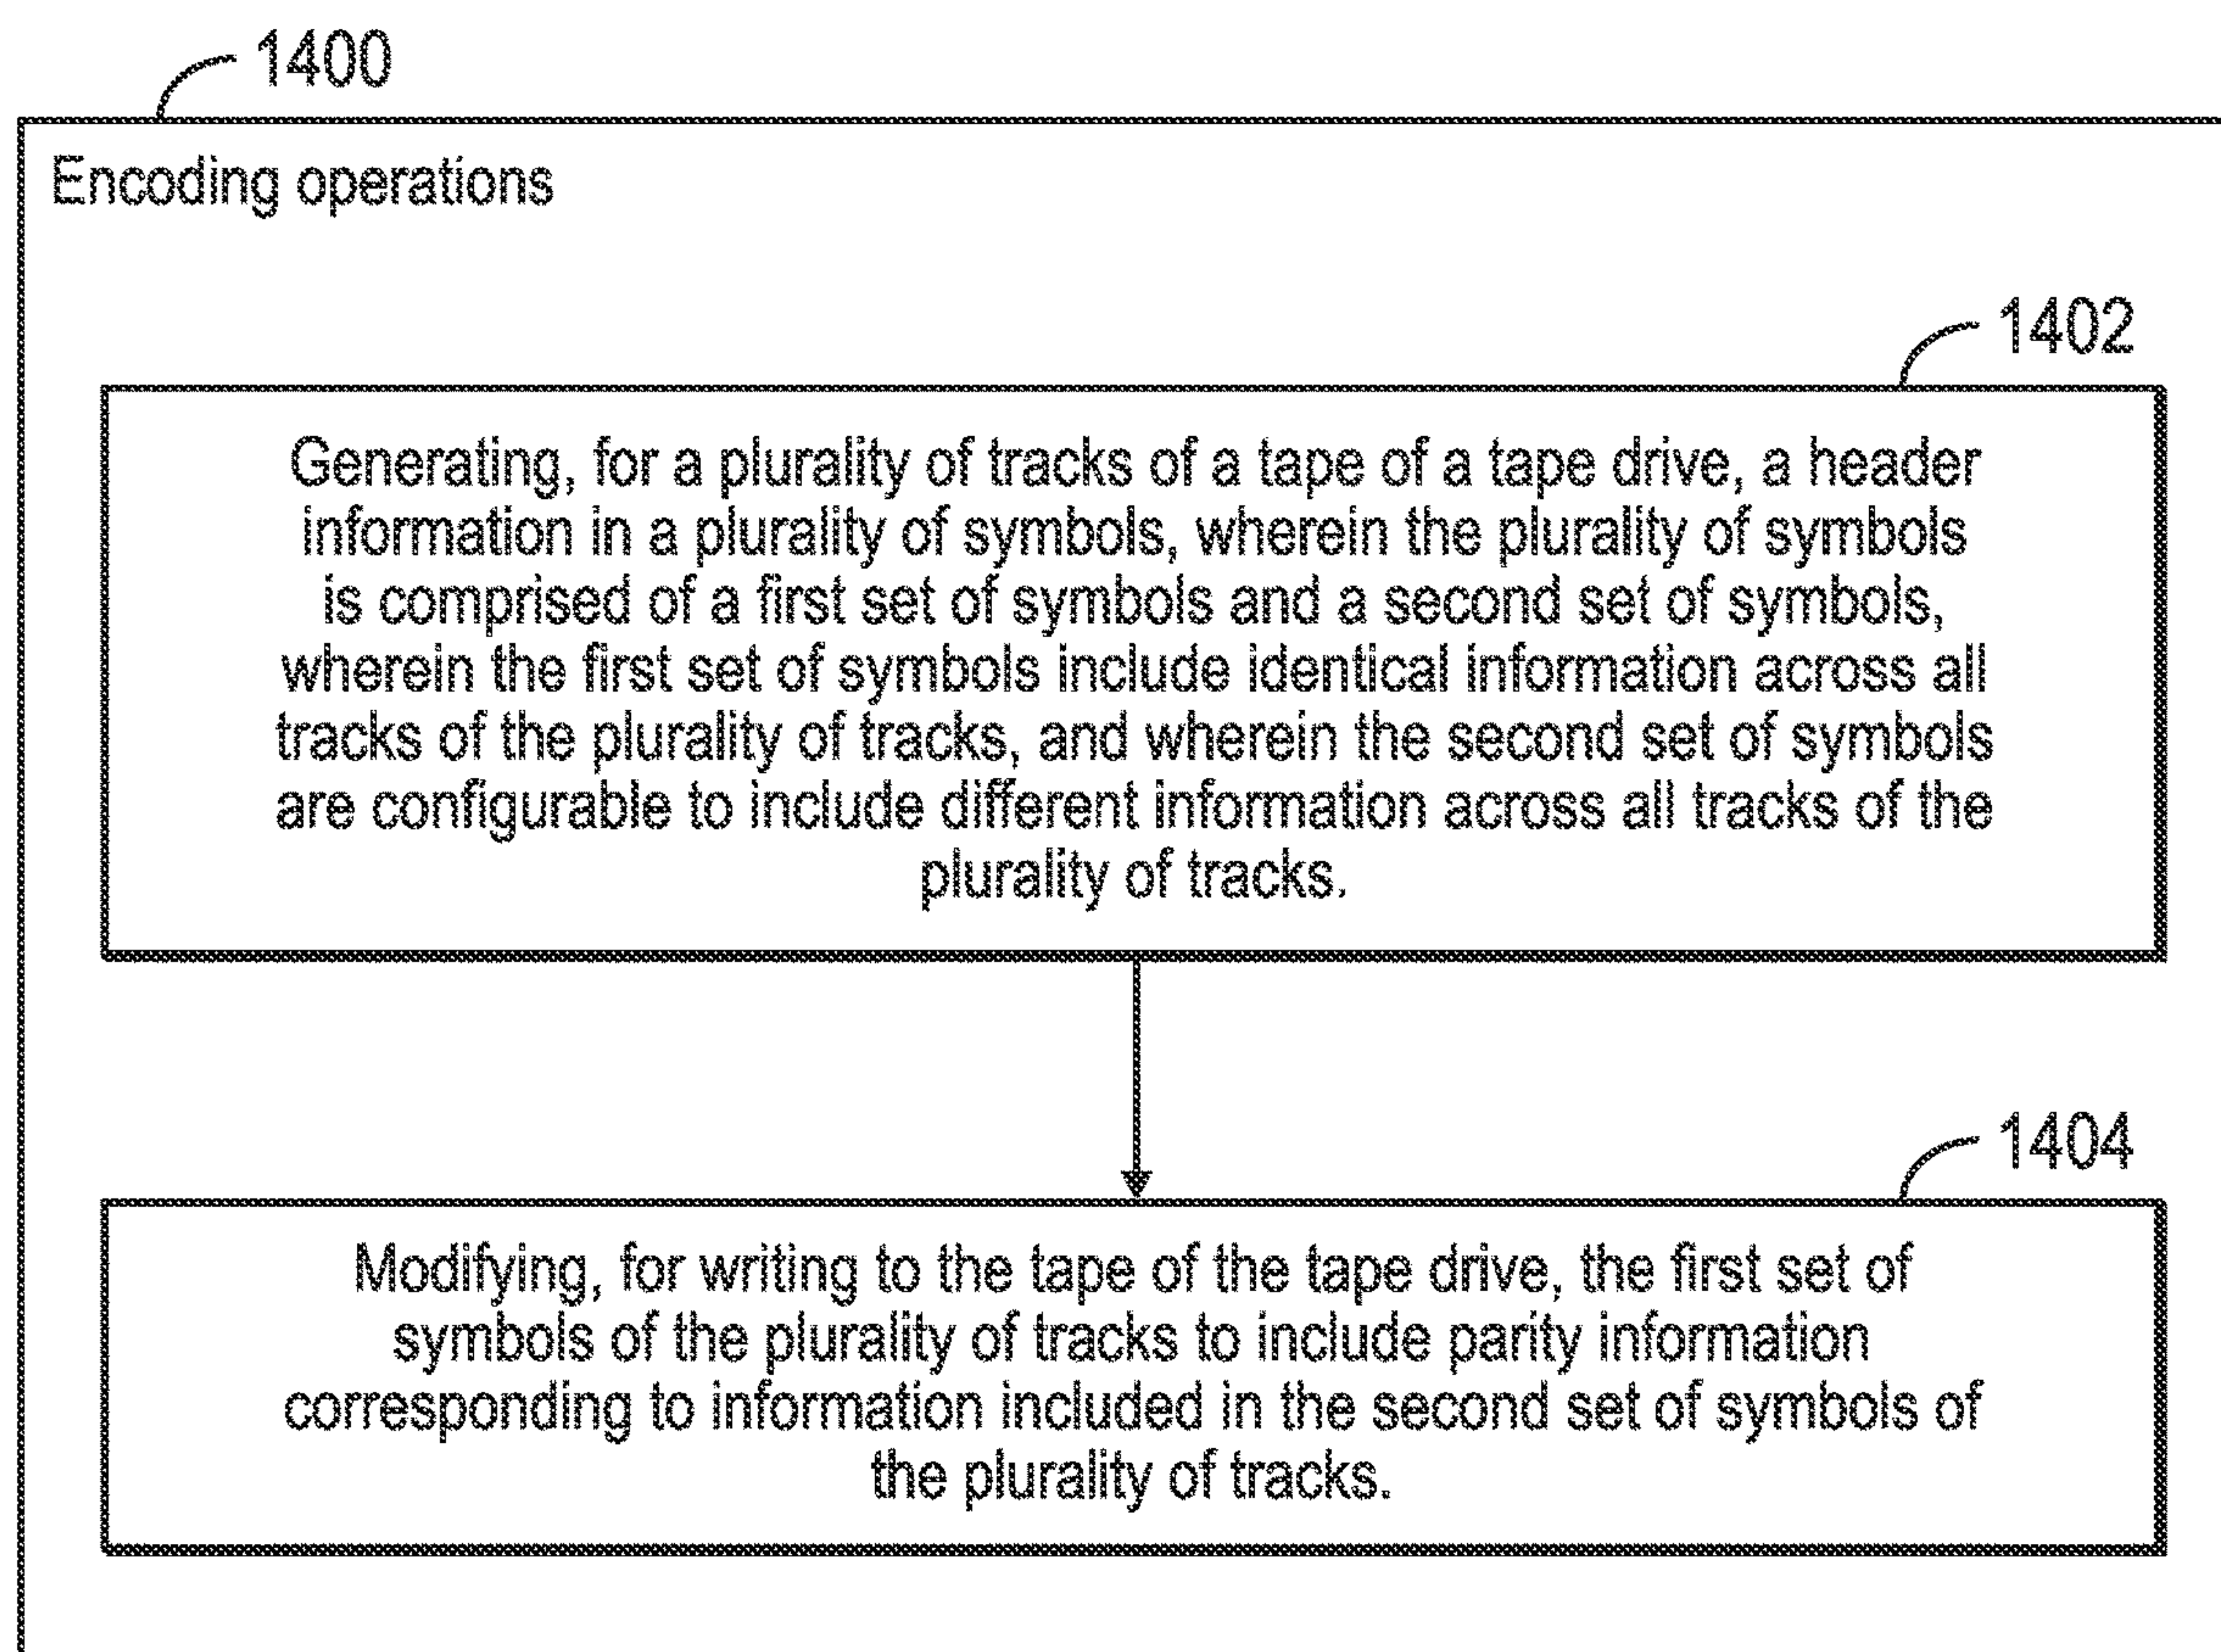 1400
Encoding operations
1402
Generating, for a plurality of tracks of a tape of a tape drive, a header
information in a plurality of symbols, wherein the plurality of symbols
is comprised of a first set of symbols and a second set of symbols,
wherein the first set of symbols include identical information across all
tracks of the plurality of tracks, and wherein the second set of symbols
are configurable to include different information across all tracks of the
plurality of tracks.
1404
Modifying, for writing to the tape of the tape drive, the first set of
symbols of the plurality of tracks to include parity information
corresponding to information included in the second set of symbols of
the plurality of tracks.